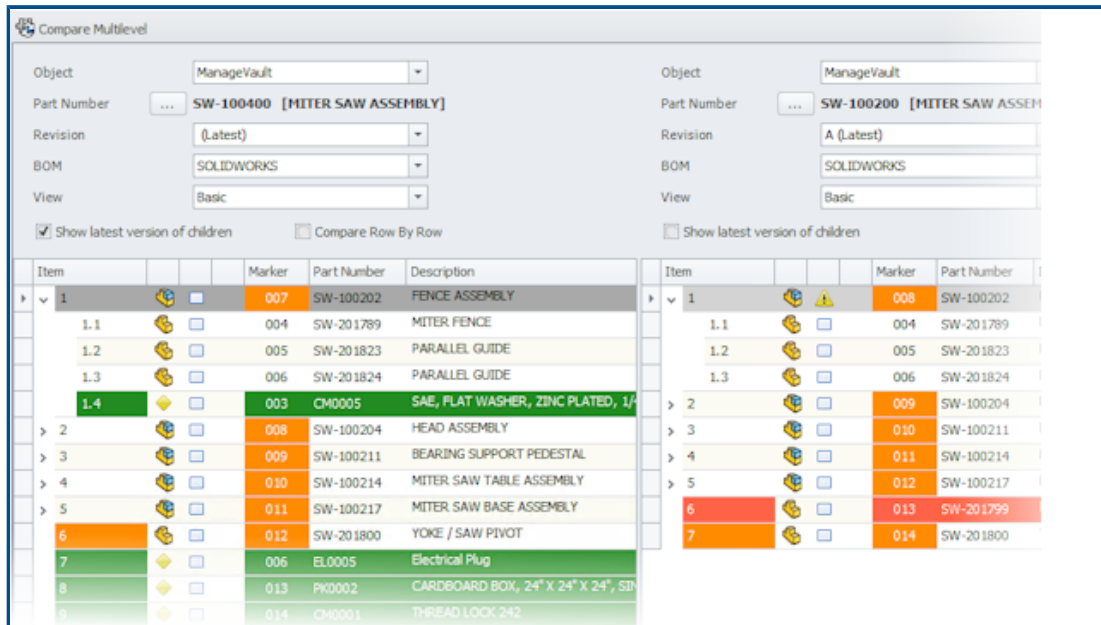 Compare Multilevel
Object ManageVault Object ManageVault
Part Number ... SW-100400 [MITER SAW ASSEMBLY] Part Number ... SW-100200 [MITER SAW ASSEM
Revision (Latest) Revision A (Latest)
BOM SOLIDWORKS BOM SOLIDWORKS
View Basic View Basic
Show latest version of children Compare Row By Row Show latest version of children
Item Marker Part Number Description Item Marker Part Number
1 007 SW-100202 FENCE ASSEMBLY 1 008 SW-100202
1.1 004 SW-201789 MITER FENCE 1.1 004 SW-201789
1.2 005 SW-201823 PARALLEL GUIDE 1.2 005 SW-201823
1.3 006 SW-201824 PARALLEL GUIDE 1.3 006 SW-201824
1.4 003 CM0005 SAE, FLAT WASHER, ZINC PLATED, 1/4 2 009 SW-100204
2 008 SW-100204 HEAD ASSEMBLY 3 010 SW-100211
3 009 SW-100211 BEARING SUPPORT PEDESTAL 4 011 SW-100214
4 010 SW-100214 MITER SAW TABLE ASSEMBLY 5 012 SW-100217
5 011 SW-100217 MITER SAW BASE ASSEMBLY 6 013 SW-201799
6 012 SW-201800 YOKE / SAW PIVOT 7 014 SW-201800
7 006 EL0005 Electrical Plug
8 013 PK0002 CARDBOARD BOX, 24" X 24" X 24", SIN
9 014 CM0001 THREAD LOCK 242